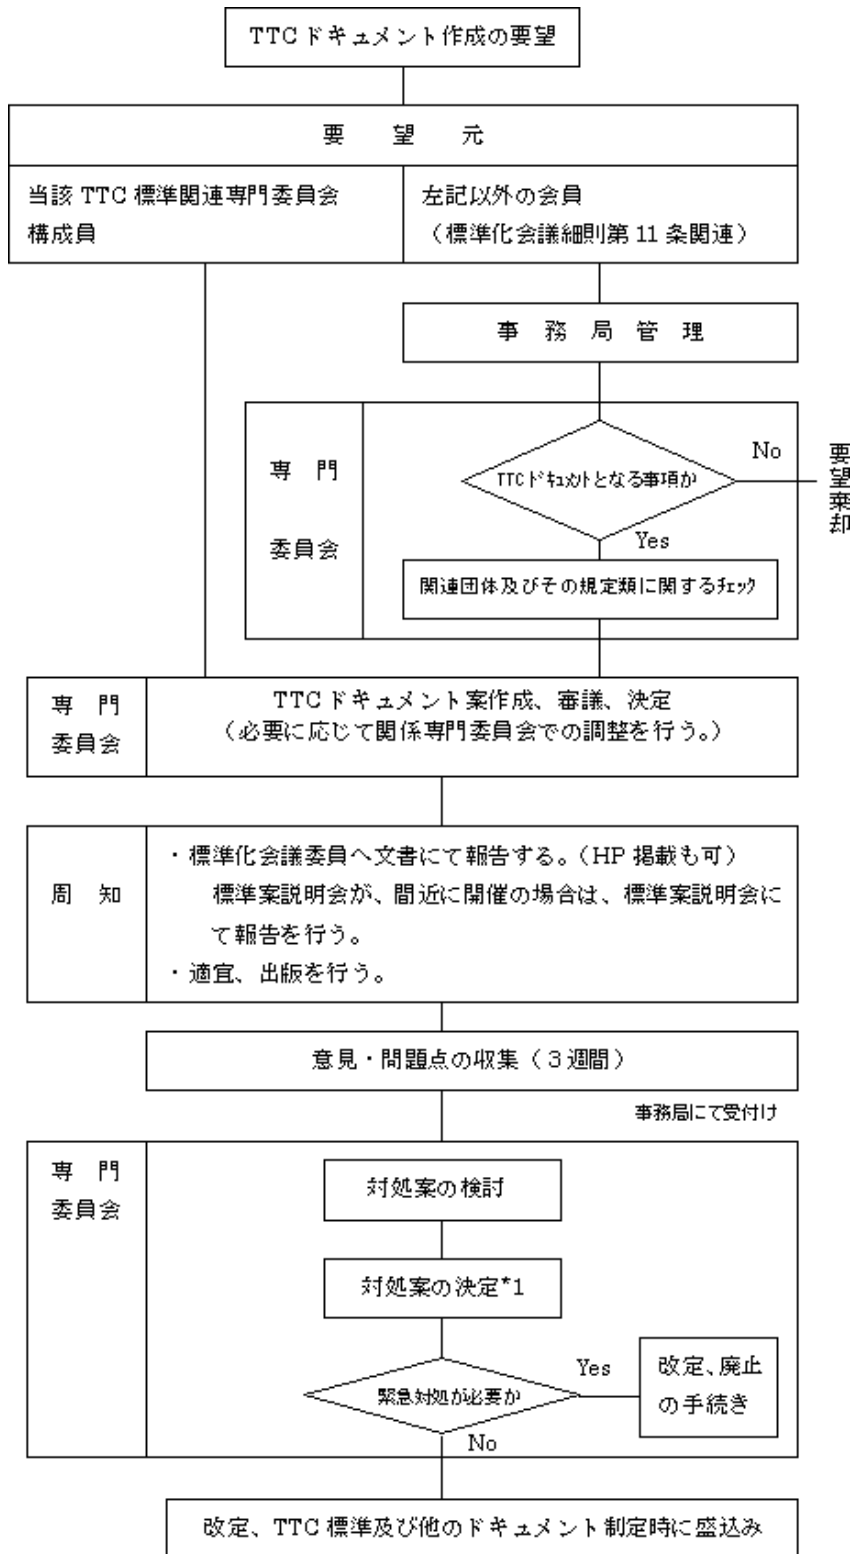 TTCドキュメント作成の要望
要 望 元
当該 TTC 標準関連専門委員会
構成員
左記以外の会員
(標準化会議細則第 11 条関連)
事 務 局 管 理
専 門
委員会
TTCドキュメントとなる事項か
No
要望棄却
Yes
関連団体及びその規定類に関するチェック
専 門
委員会
TTCドキュメント案作成、審議、決定
(必要に応じて関係専門委員会での調整を行う。)
周 知
・標準化会議委員へ文書にて報告する。(HP 掲載も可)
標準案説明会が、間近に開催の場合は、標準案説明会に
て報告を行う。
・適宜、出版を行う。
意見・問題点の収集(3週間)
事務局にて受付け
専 門
委員会
対処案の検討
対処案の決定*1
緊急対処が必要か
Yes
改定、廃止
の手続き
No
改定、TTC 標準及び他のドキュメント制定時に盛込み